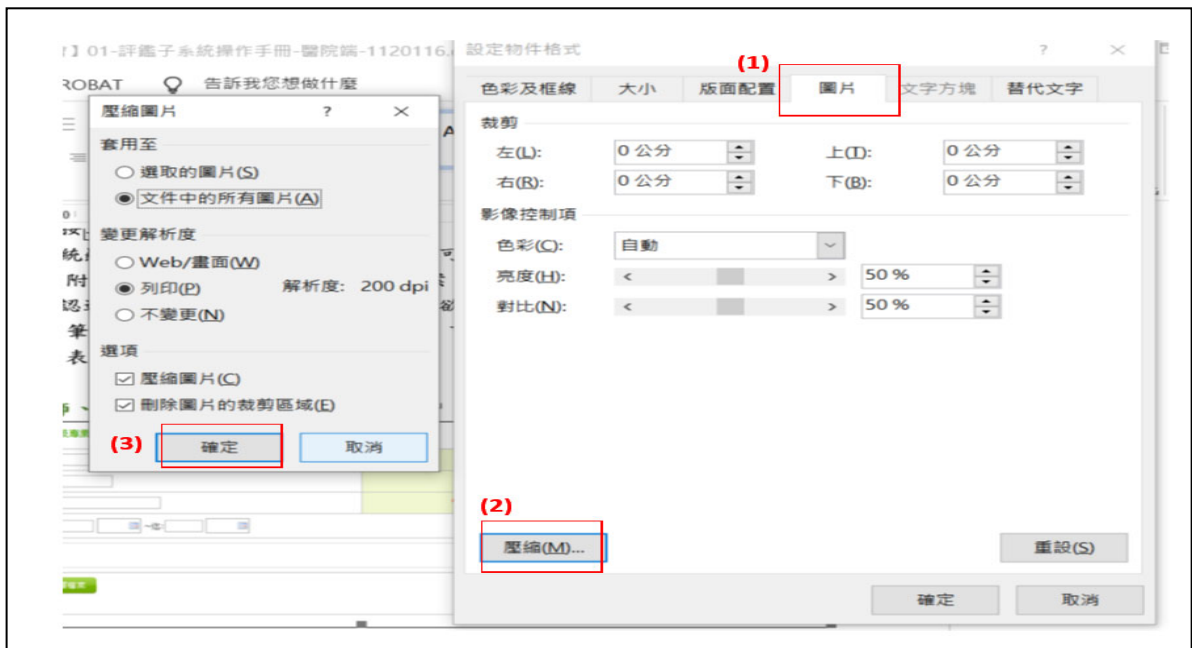 】01-評鑑子系統操作手冊-醫院端-1120116.
ROBAT 告訴我您想做什麼
壓縮圖片 ? ×
套用至
選取的圖片(S)
文件中的所有圖片(A)
變更解析度
Web/畫面(W)
列印(P) 解析度: 200 dpi
不變更(N)
選項
壓縮圖片(C)
刪除圖片的裁剪區域(E)
(3) 確定 取消
設定物件格式 ? ×
(1)
色彩及框線 大小 版面配置 圖片 文字方塊 替代文字
裁剪
左(L): 0 公分 上(T): 0 公分
右(R): 0 公分 下(B): 0 公分
影像控制項
色彩(C): 自動
亮度(H): < > 50 %
對比(N): < > 50 %
(2)
壓縮(M)... 重設(S)
確定 取消
統
附
認
筆
表